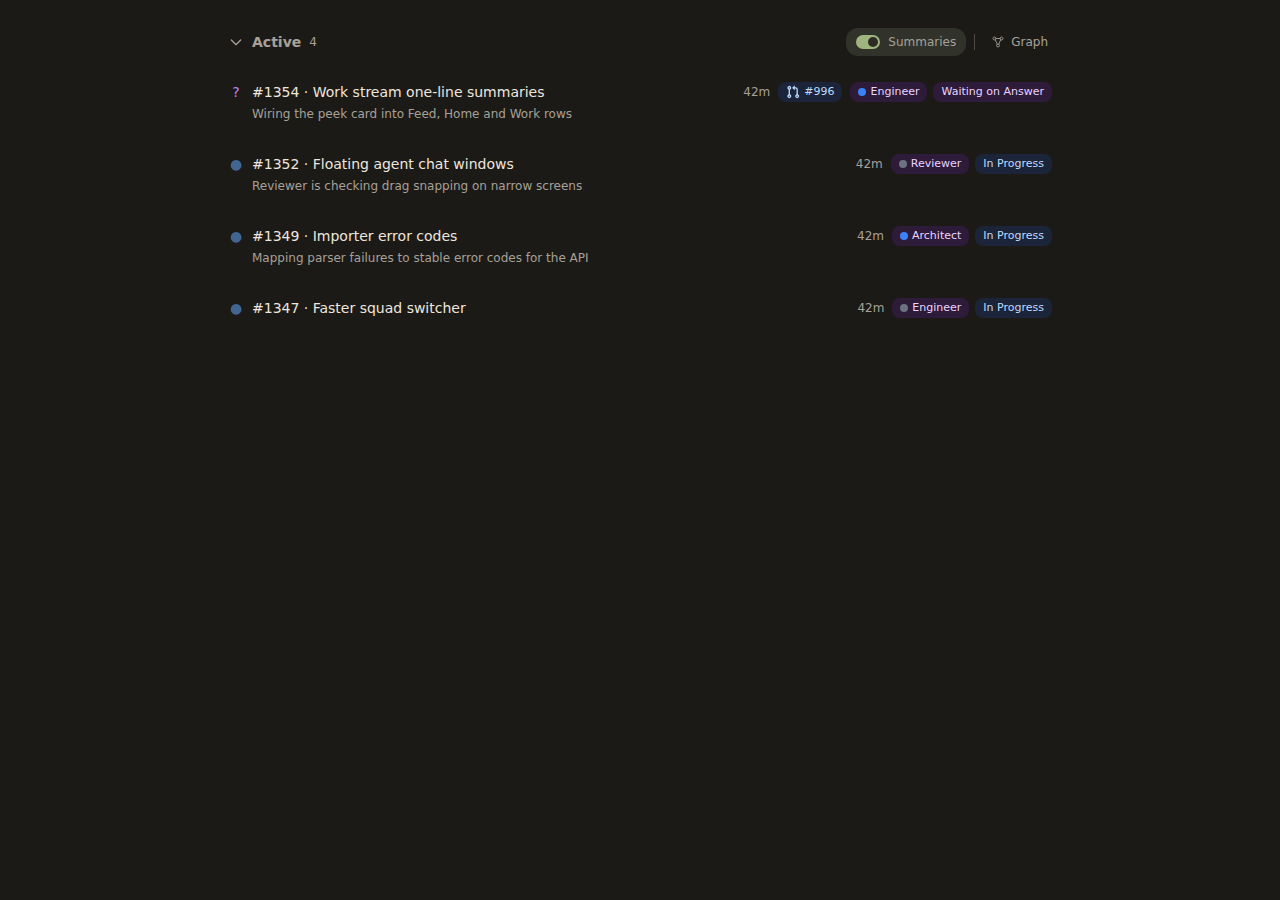 Active 4 Summaries Graph
? #1354 · Work stream one-line summaries 42m #996 Engineer Waiting on Answer
Wiring the peek card into Feed, Home and Work rows
#1352 · Floating agent chat windows 42m Reviewer In Progress
Reviewer is checking drag snapping on narrow screens
#1349 · Importer error codes 42m Architect In Progress
Mapping parser failures to stable error codes for the API
#1347 · Faster squad switcher 42m Engineer In Progress